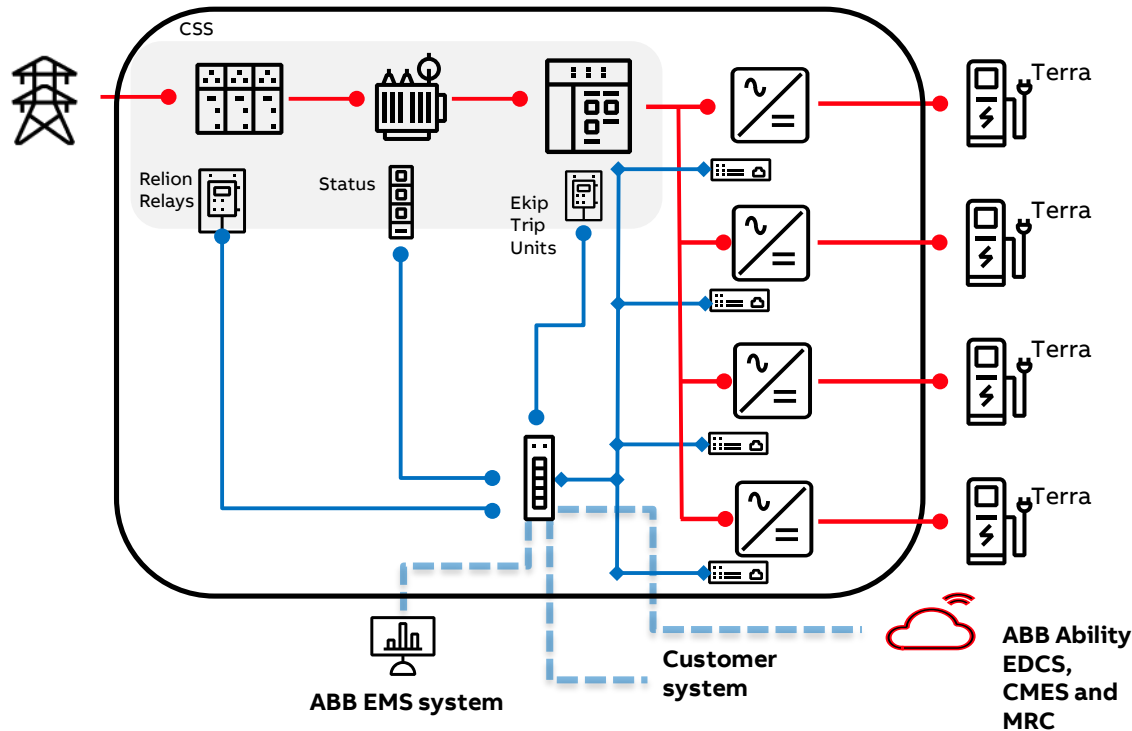 CSS
Terra
Relion
Relays
Status
Ekip
Trip
Units
Terra
Terra
Terra
ABB EMS system
Customer
system
ABB Ability
EDCS,
CMES and
MRC